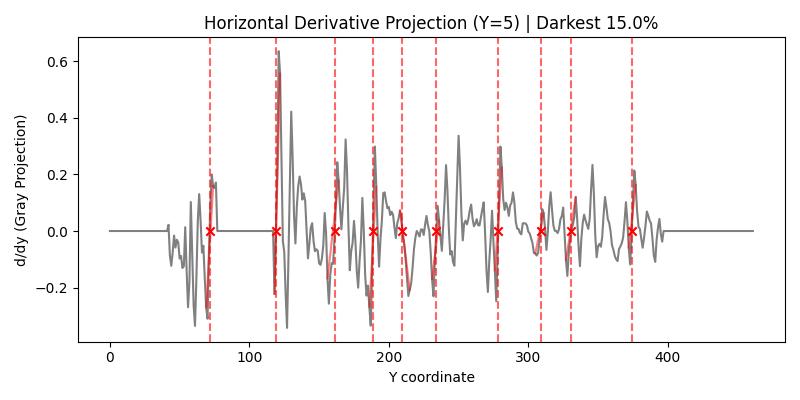 Horizontal Derivative Projection (Y=5) | Darkest 15.0%
d/dy (Gray Projection)
0.6
0.4
0.2
0.0
−0.2
0 100 200 300 400
Y coordinate